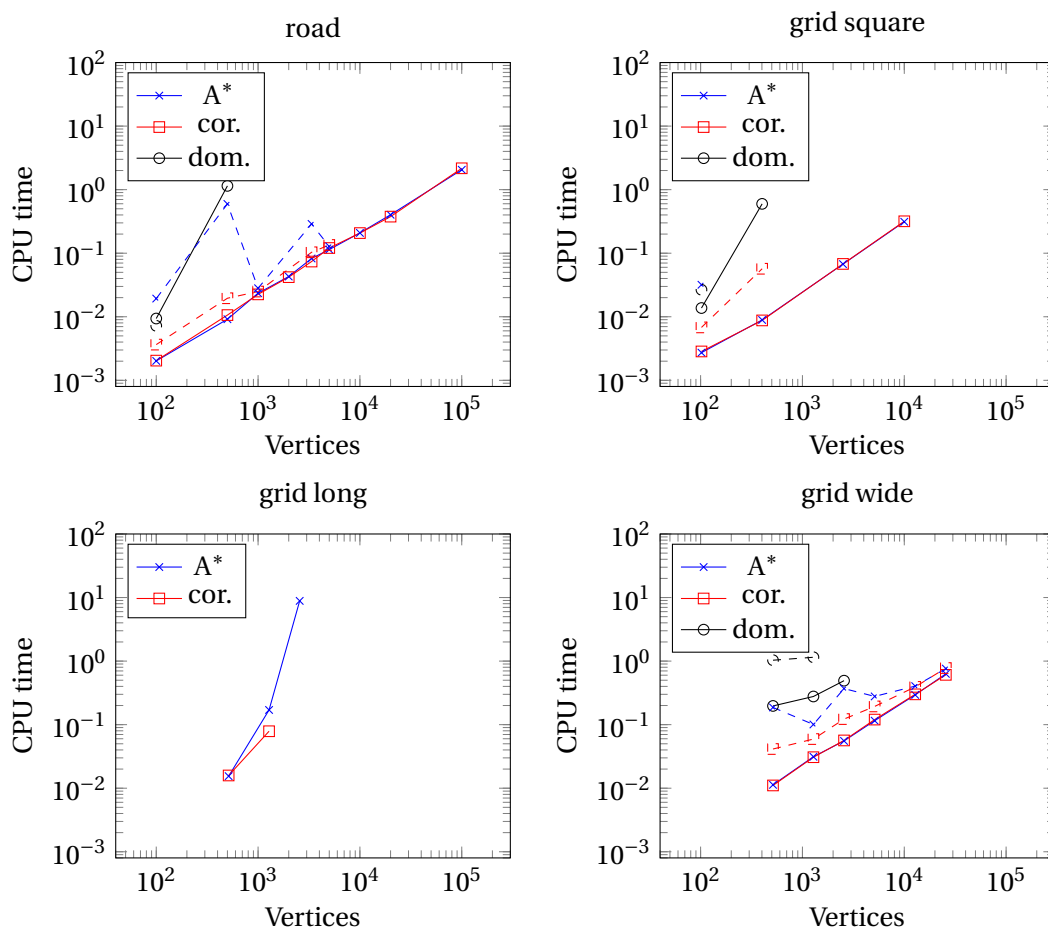 road
10^2
10^1
10^0
10^-1
10^-2
10^-3
CPU time
A*
cor.
dom.
10^2 10^3 10^4 10^5
Vertices
grid square
10^2
10^1
10^0
10^-1
10^-2
10^-3
CPU time
A*
cor.
dom.
10^2 10^3 10^4 10^5
Vertices
grid long
10^2
10^1
10^0
10^-1
10^-2
10^-3
CPU time
A*
cor.
10^2 10^3 10^4 10^5
Vertices
grid wide
10^2
10^1
10^0
10^-1
10^-2
10^-3
CPU time
A*
cor.
dom.
10^2 10^3 10^4 10^5
Vertices